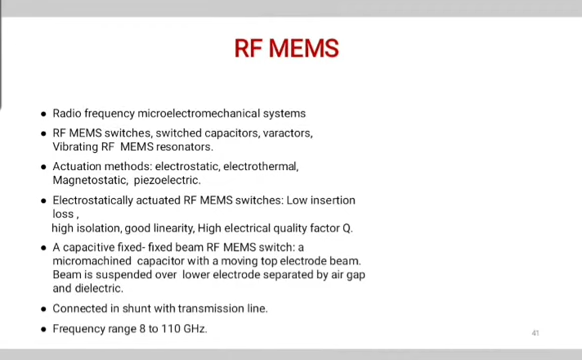 RF MEMS
● Radio frequency microelectromechanical systems
● RF MEMS switches, switched capacitors, varactors,
Vibrating RF MEMS resonators.
● Actuation methods: electrostatic, electrothermal,
Magnetostatic, piezoelectric.
● Electrostatically actuated RF MEMS switches: Low insertion
loss ,
high isolation, good linearity, High electrical quality factor Q.
● A capacitive fixed- fixed beam RF MEMS switch: a
micromachined capacitor with a moving top electrode beam.
Beam is suspended over lower electrode separated by air gap
and dielectric.
● Connected in shunt with transmission line.
● Frequency range 8 to 110 GHz.
41